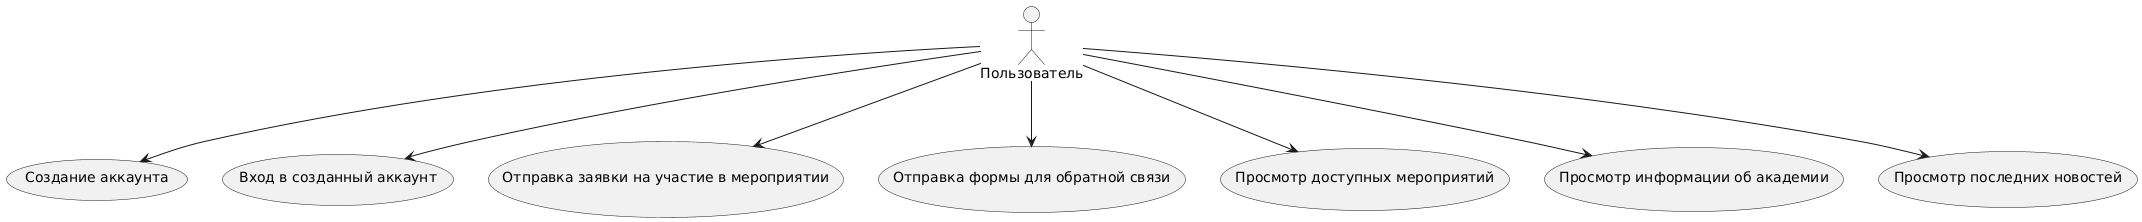 Пользователь
Создание аккаунта
Вход в созданный аккаунт
Отправка заявки на участие в мероприятии
Отправка формы для обратной связи
Просмотр доступных мероприятий
Просмотр информации об академии
Просмотр последних новостей